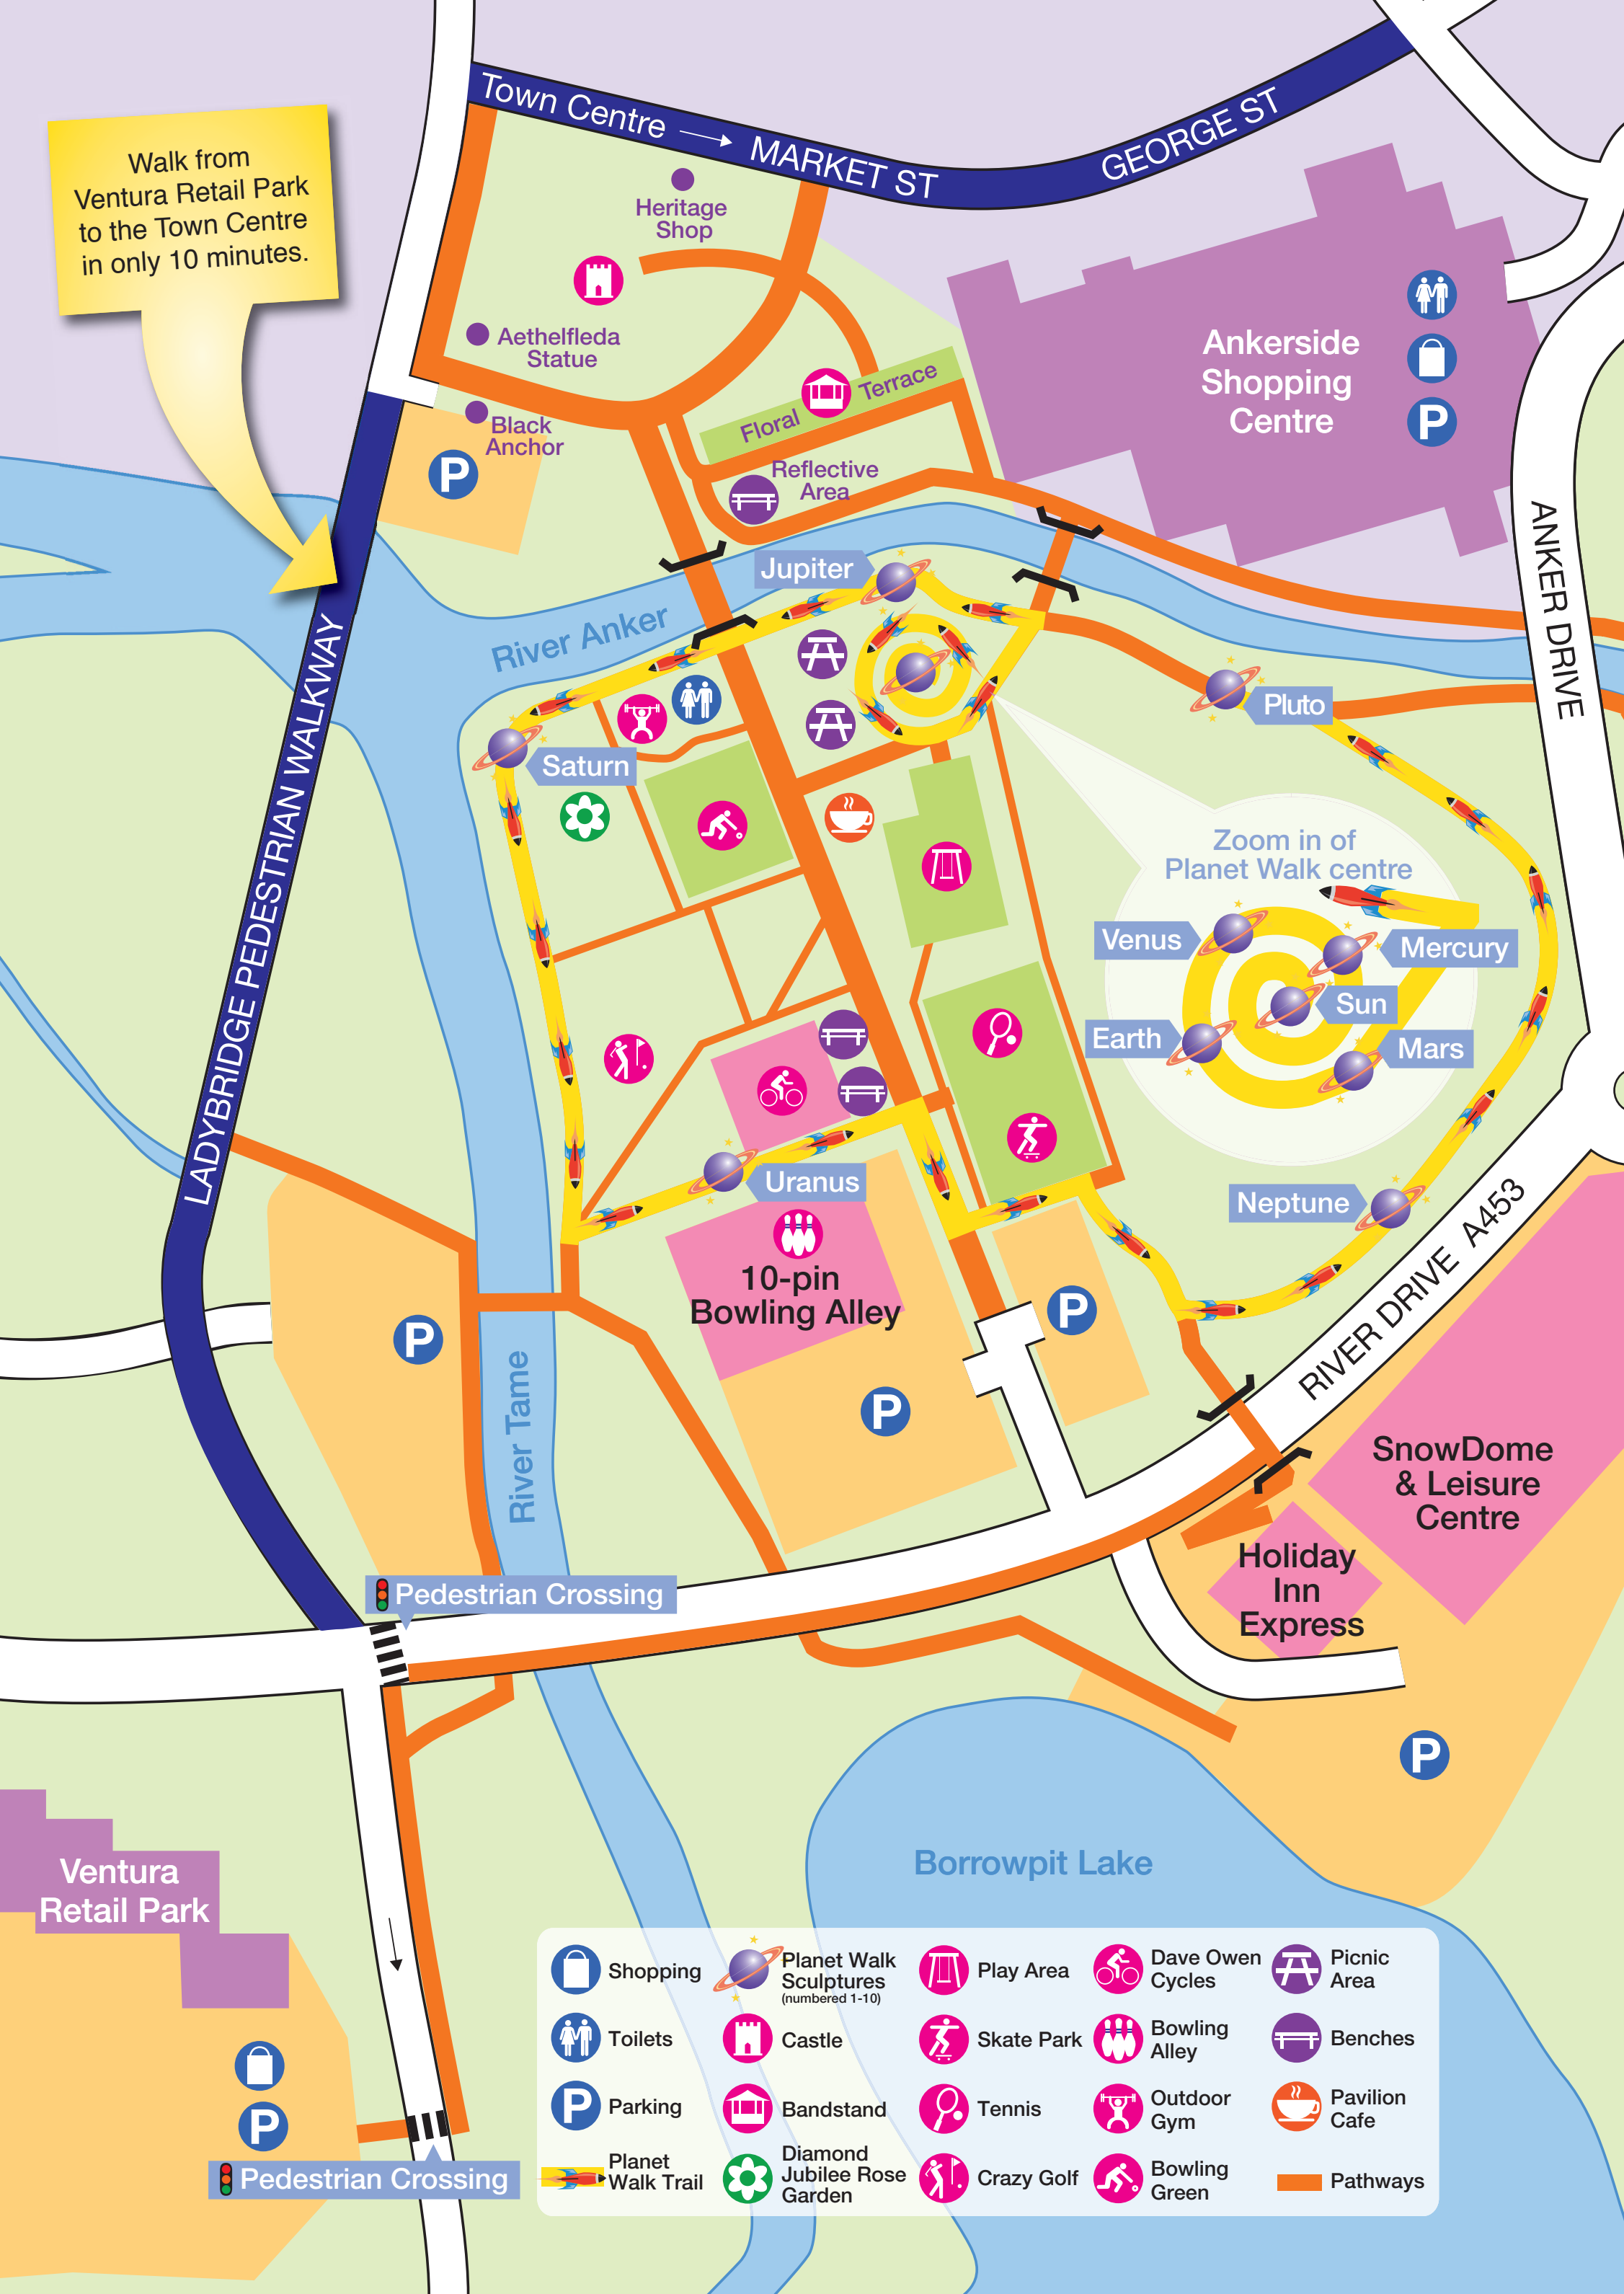 Town Centre → MARKET ST
GEORGE ST
Walk from
Ventura Retail Park
to the Town Centre
in only 10 minutes.
Heritage
Shop
Aethelfleda
Statue
Black
Anchor
P
Floral Terrace
Reflective
Area
Ankerside
Shopping
Centre
P
ANKER DRIVE
LADYBRIDGE PEDESTRIAN WALKWAY
River Anker
Jupiter
Saturn
Pluto
Zoom in of
Planet Walk centre
Venus
Mercury
Sun
Earth
Mars
Uranus
Neptune
10-pin
Bowling Alley
P
P
P
River Tame
RIVER DRIVE A453
SnowDome
& Leisure
Centre
Holiday
Inn
Express
Pedestrian Crossing
P
Ventura
Retail Park
Borrowpit Lake
P
Pedestrian Crossing
Shopping
Toilets
P Parking
Planet
Walk Trail
Planet Walk
Sculptures
(numbered 1-10)
Castle
Bandstand
Diamond
Jubilee Rose
Garden
Play Area
Skate Park
Tennis
Crazy Golf
Dave Owen
Cycles
Bowling
Alley
Outdoor
Gym
Bowling
Green
Picnic
Area
Benches
Pavilion
Cafe
Pathways